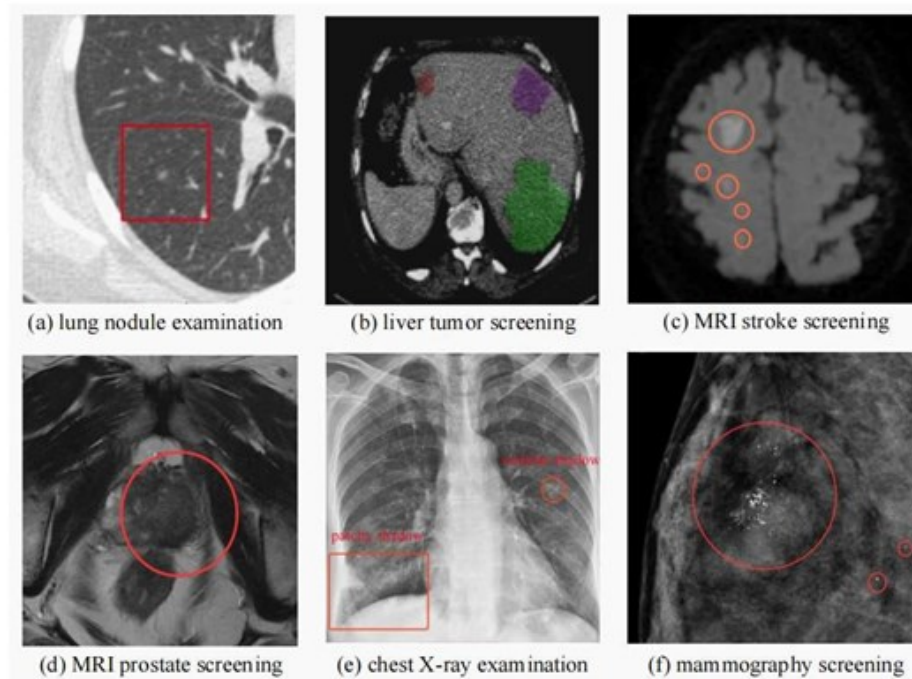 (a) lung nodule examination
(b) liver tumor screening
(c) MRI stroke screening
shadow
patchy shadow
(d) MRI prostate screening
(e) chest X-ray examination
(f) mammography screening